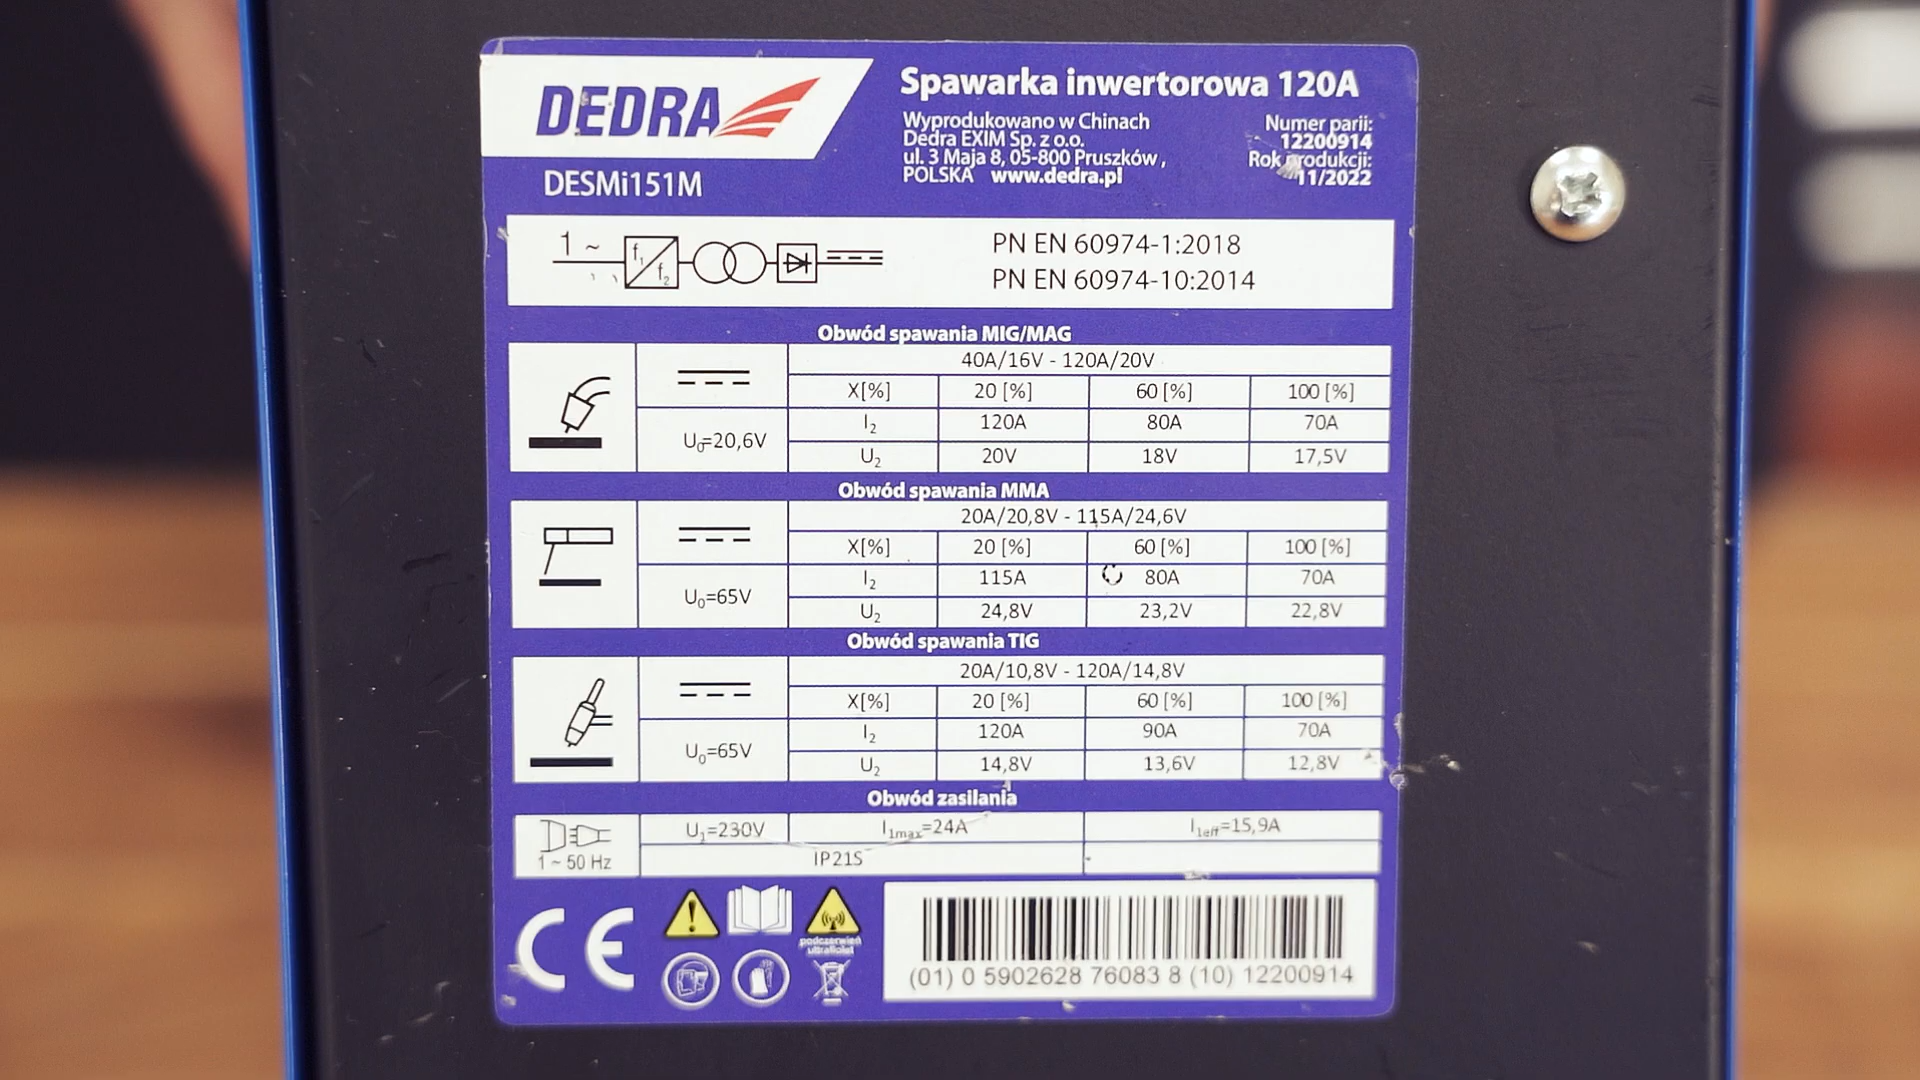 DEDRA
DESMi151M
Spawarka inwertorowa 120A
Wyprodukowano w Chinach
Dedra EXIM Sp. z o.o.
ul. 3 Maja 8, 05-800 Pruszków,
POLSKA www.dedra.pl
Numer parii:
12200914
Rok produkcji:
11/2022
1 ~ f1 f2
PN EN 60974-1:2018
PN EN 60974-10:2014
Obwód spawania MIG/MAG
40A/16V - 120A/20V
X[%] 20 [%] 60 [%] 100 [%]
U0=20,6V
I2 120A 80A 70A
U2 20V 18V 17,5V
Obwód spawania MMA
20A/20,8V - 115A/24,6V
X[%] 20 [%] 60 [%] 100 [%]
U0=65V
I2 115A 80A 70A
U2 24,8V 23,2V 22,8V
Obwód spawania TIG
20A/10,8V - 120A/14,8V
X[%] 20 [%] 60 [%] 100 [%]
U0=65V
I2 120A 90A 70A
U2 14,8V 13,6V 12,8V
Obwód zasilania
U1=230V I1max=24A I1eff=15,9A
1 ~ 50 Hz
IP21S
CE
podczerwień
ultrafiolet
(01) 0 5902628 76083 8 (10) 12200914